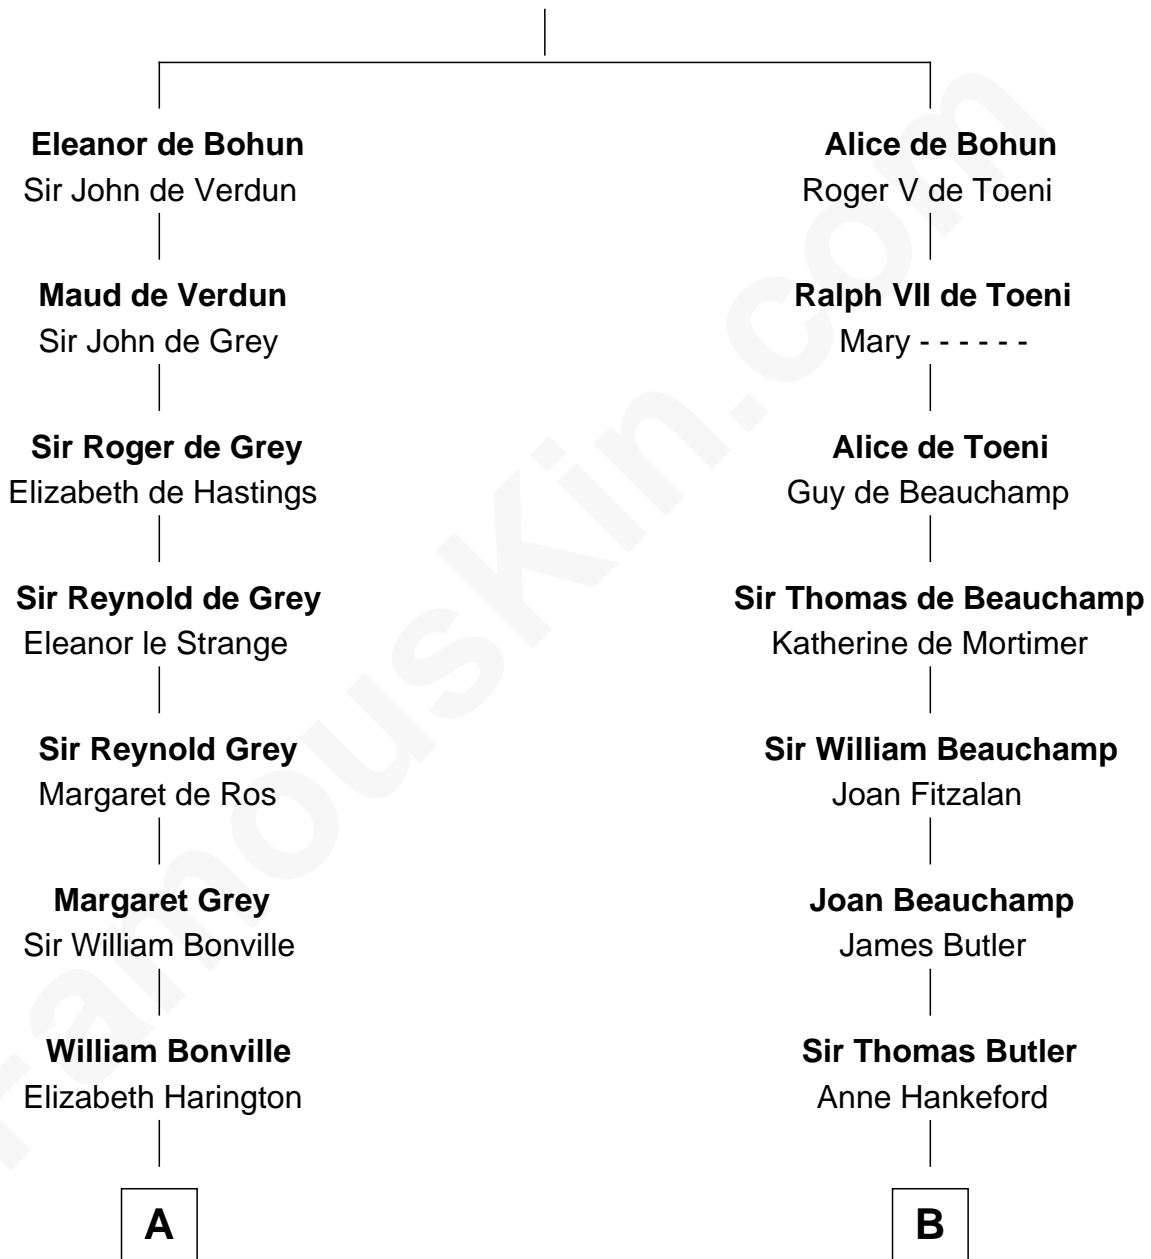 Eleanor de Bohun
Sir John de Verdun
Maud de Verdun
Sir John de Grey
Sir Roger de Grey
Elizabeth de Hastings
Sir Reynold de Grey
Eleanor le Strange
Sir Reynold Grey
Margaret de Ros
Margaret Grey
Sir William Bonville
William Bonville
Elizabeth Harington
A
Alice de Bohun
Roger V de Toeni
Ralph VII de Toeni
Mary - - - - - -
Alice de Toeni
Guy de Beauchamp
Sir Thomas de Beauchamp
Katherine de Mortimer
Sir William Beauchamp
Joan Fitzalan
Joan Beauchamp
James Butler
Sir Thomas Butler
Anne Hankeford
B
FamousKin.com